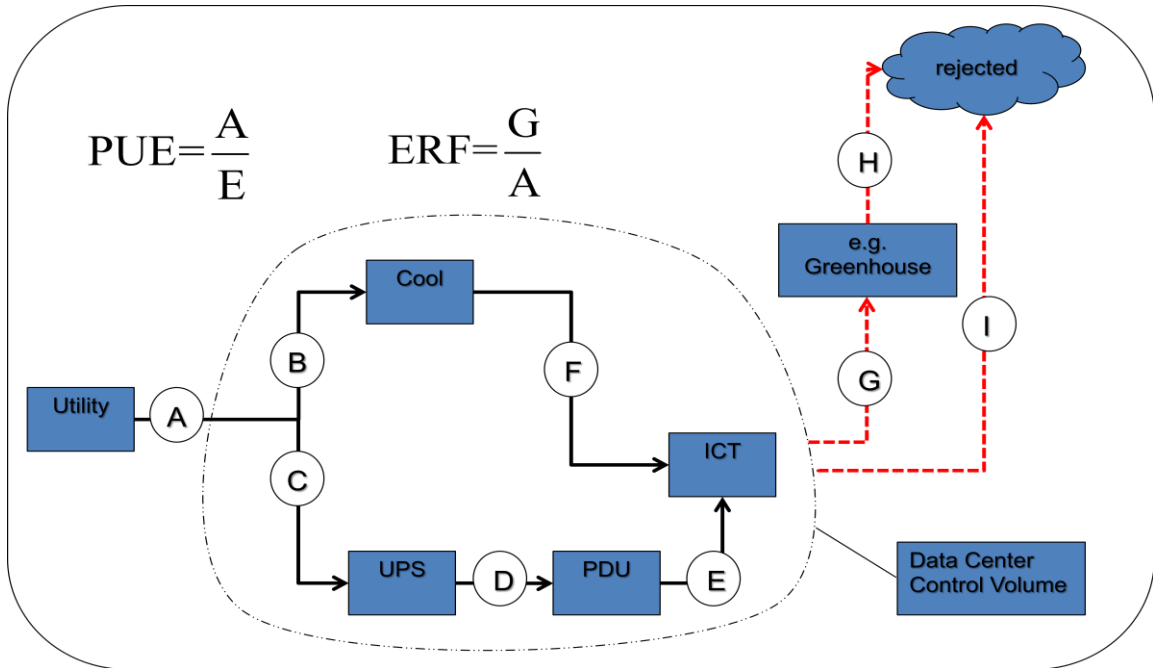 rejected
PUE=A/E
ERF=G/A
H
e.g.
Greenhouse
Cool
I
B
F
G
Utility
A
ICT
C
UPS
D
PDU
E
Data Center
Control Volume